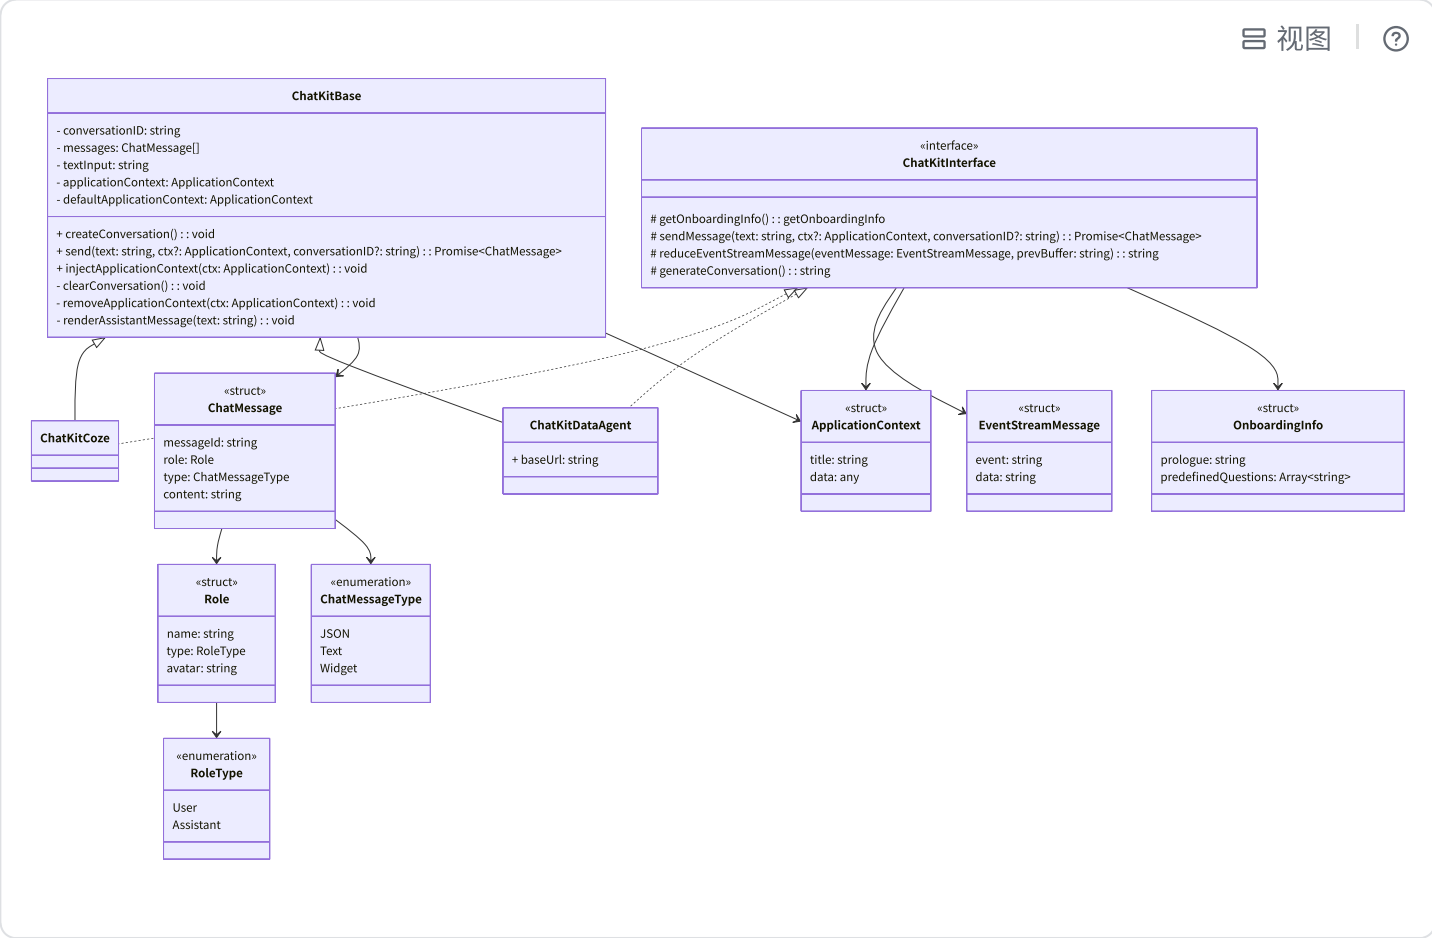 视图
ChatKitBase
- conversationID: string
- messages: ChatMessage[]
- textInput: string
- applicationContext: ApplicationContext
- defaultApplicationContext: ApplicationContext
+ createConversation() : : void
+ send(text: string, ctx?: ApplicationContext, conversationID?: string) : : Promise<ChatMessage>
+ injectApplicationContext(ctx: ApplicationContext) : : void
- clearConversation() : : void
- removeApplicationContext(ctx: ApplicationContext) : : void
- renderAssistantMessage(text: string) : : void
«interface»
ChatKitInterface
# getOnboardingInfo() : : getOnboardingInfo
# sendMessage(text: string, ctx?: ApplicationContext, conversationID?: string) : : Promise<ChatMessage>
# reduceEventStreamMessage(eventMessage: EventStreamMessage, prevBuffer: string) : : string
# generateConversation() : : string
ChatKitCoze
«struct»
ChatMessage
messageId: string
role: Role
type: ChatMessageType
content: string
ChatKitDataAgent
+ baseUrl: string
«struct»
ApplicationContext
title: string
data: any
«struct»
EventStreamMessage
event: string
data: string
«struct»
OnboardingInfo
prologue: string
predefinedQuestions: Array<string>
«struct»
Role
name: string
type: RoleType
avatar: string
«enumeration»
ChatMessageType
JSON
Text
Widget
«enumeration»
RoleType
User
Assistant